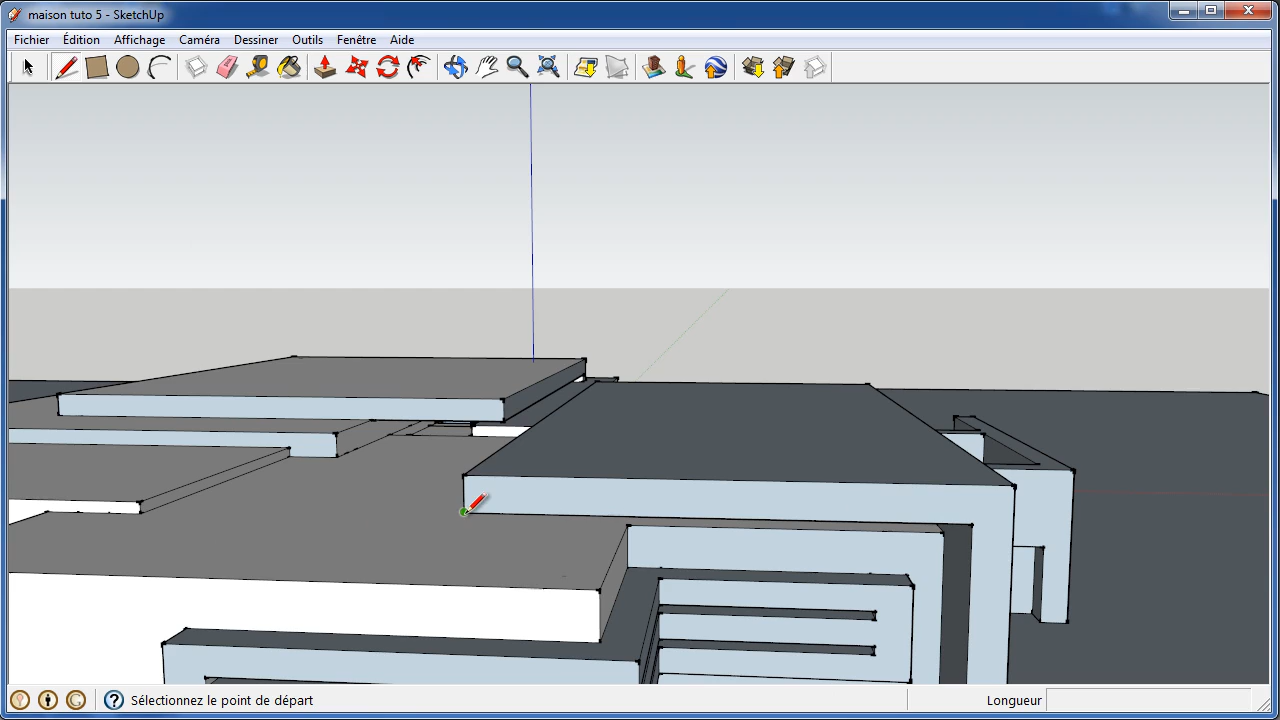 maison tuto 5 - SketchUp
Fichier Édition Affichage Caméra Dessiner Outils Fenêtre Aide
Sélectionnez le point de départ
Longueur